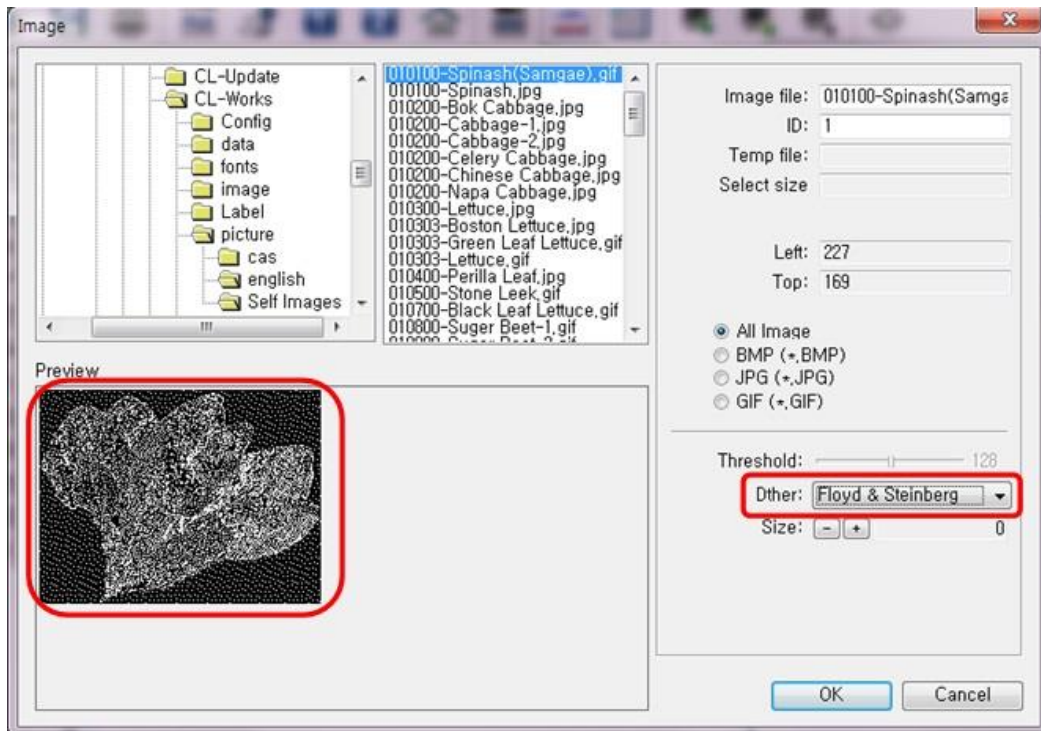 Image
CL-Update
CL-Works
Config
data
fonts
image
Label
picture
cas
english
Self Images
010100-Spinash(Samgae).gif
010100-Spinash.jpg
010200-Bok Cabbage.jpg
010200-Cabbage-1.jpg
010200-Cabbage-2.jpg
010200-Celery Cabbage.jpg
010200-Chinese Cabbage.jpg
010200-Napa Cabbage.jpg
010300-Lettuce.jpg
010303-Boston Lettuce.jpg
010303-Green Leaf Lettuce.gif
010303-Lettuce.gif
010400-Perilla Leaf.jpg
010500-Stone Leek.gif
010700-Black Leaf Lettuce.gif
010800-Suger Beet-1.gif
Image file: 010100-Spinash(Samga
ID: 1
Temp file:
Select size
Left: 227
Top: 169
All Image
BMP (*.BMP)
JPG (*.JPG)
GIF (*.GIF)
Preview
Threshold: 128
Dther: Floyd & Steinberg
Size: - + 0
OK Cancel